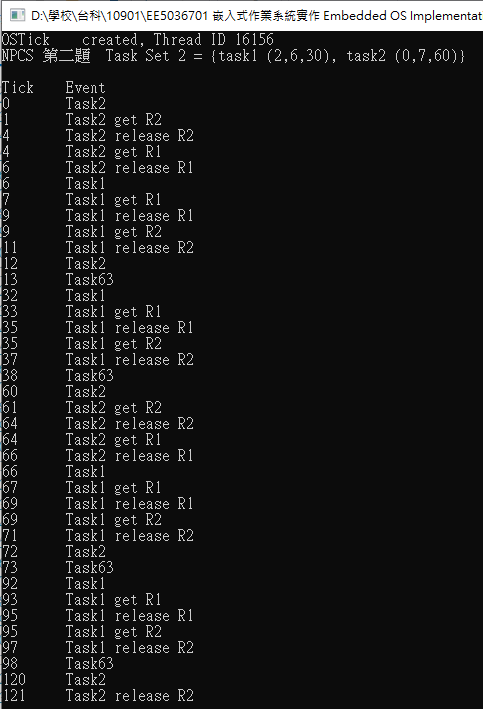 D:\學校\台科\10901\EE5036701 嵌入式作業系統實作 Embedded OS Implementat
OSTick    created, Thread ID 16156
NPCS 第二題  Task Set 2 = {task1 (2,6,30), task2 (0,7,60)}
Tick    Event
0       Task2
1       Task2 get R2
4       Task2 release R2
4       Task2 get R1
6       Task2 release R1
6       Task1
7       Task1 get R1
9       Task1 release R1
9       Task1 get R2
11      Task1 release R2
12      Task2
13      Task63
32      Task1
33      Task1 get R1
35      Task1 release R1
35      Task1 get R2
37      Task1 release R2
38      Task63
60      Task2
61      Task2 get R2
64      Task2 release R2
64      Task2 get R1
66      Task2 release R1
66      Task1
67      Task1 get R1
69      Task1 release R1
69      Task1 get R2
71      Task1 release R2
72      Task2
73      Task63
92      Task1
93      Task1 get R1
95      Task1 release R1
95      Task1 get R2
97      Task1 release R2
98      Task63
120     Task2
121     Task2 release R2